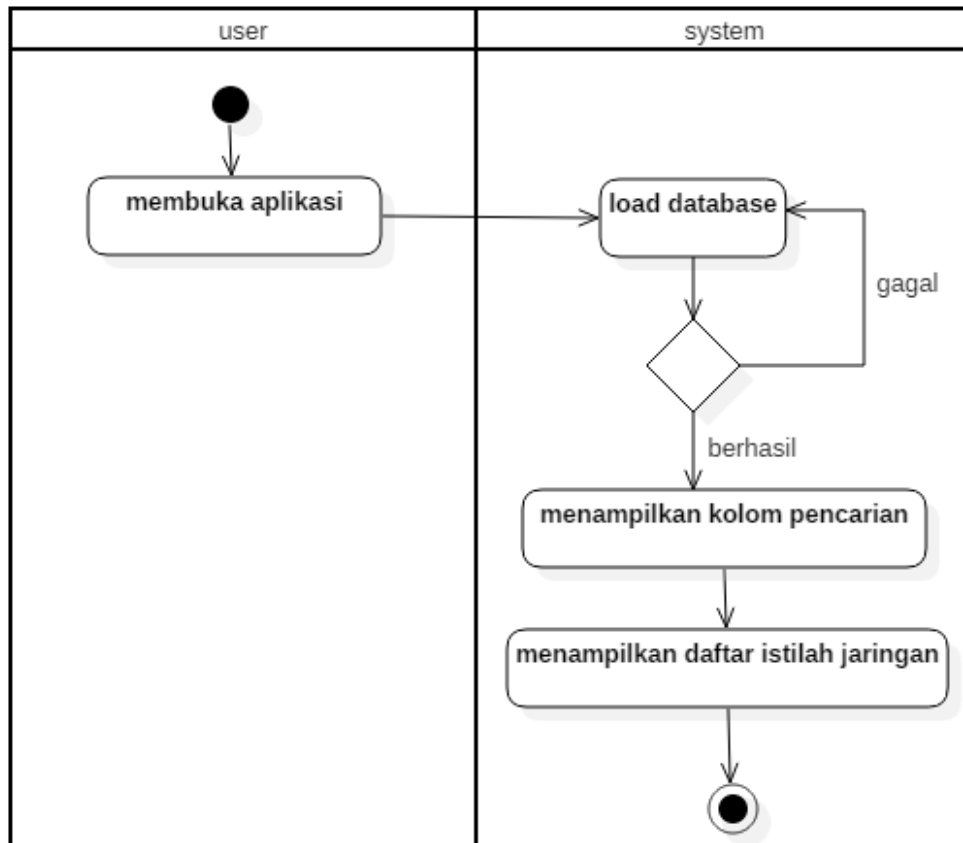 user
system
membuka aplikasi
load database
gagal
berhasil
menampilkan kolom pencarian
menampilkan daftar istilah jaringan